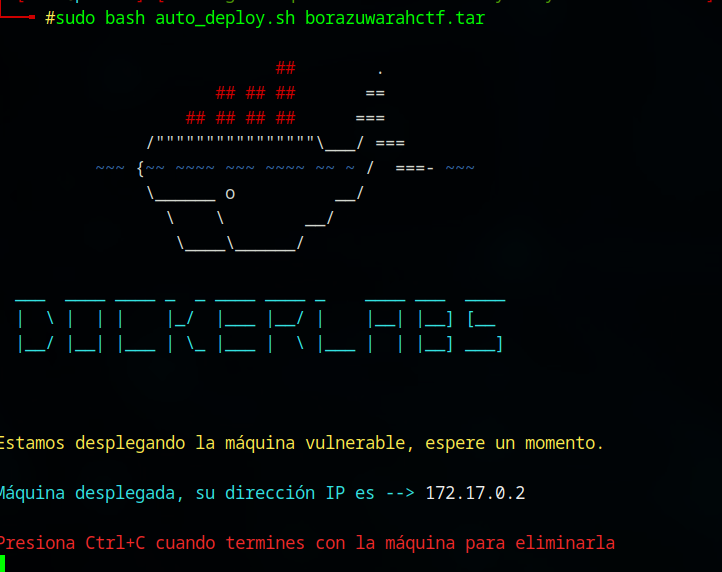 #sudo bash auto_deploy.sh borazuwarahctf.tar
## .
## ## ## ==
## ## ## ## ===
/"""""""""""""""\___/ ===
~~~ {~~ ~~~~ ~~~ ~~~~ ~~ ~ / ===- ~~~
\______ o __/
\ \ __/
\____\______/
DOCKERLABS
Estamos desplegando la máquina vulnerable, espere un momento.
Máquina desplegada, su dirección IP es --> 172.17.0.2
Presiona Ctrl+C cuando termines con la máquina para eliminarla